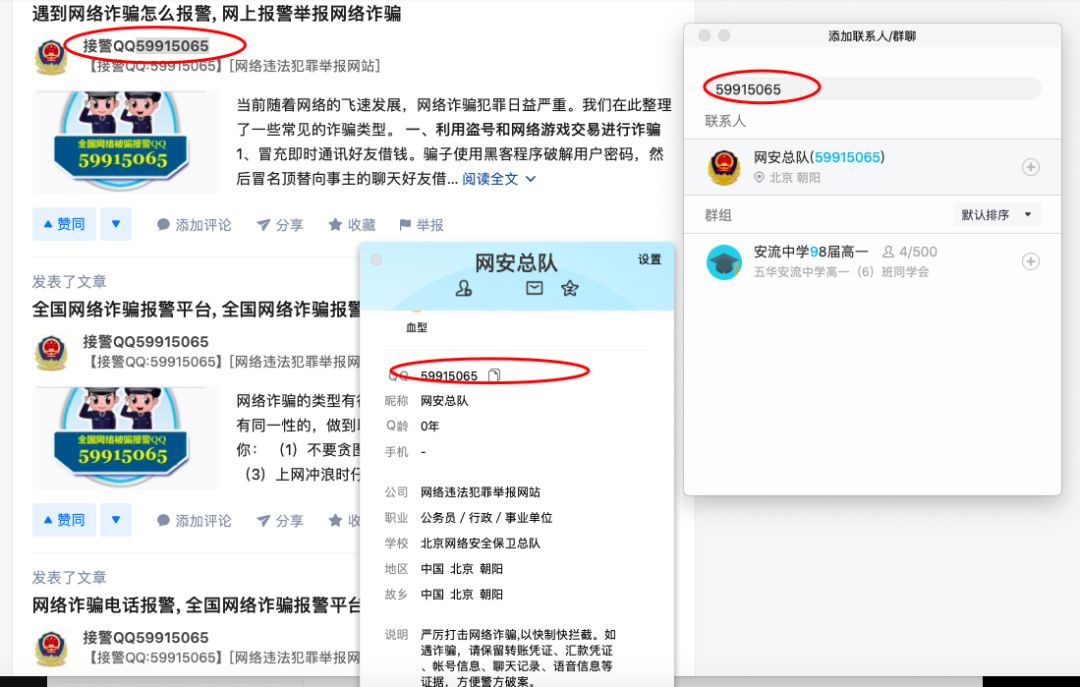 遇到网络诈骗怎么报警, 网上报警举报网络诈骗
接警QQ59915065
【接警QQ:59915065】[网络违法犯罪举报网站]
全国网络被骗报警QQ
59915065
当前随着网络的飞速发展，网络诈骗犯罪日益严重。我们在此整理
了一些常见的诈骗类型。 一、利用盗号和网络游戏交易进行诈骗
1、冒充即时通讯好友借钱。骗子使用黑客程序破解用户密码，然
后冒名顶替向事主的聊天好友借... 阅读全文
赞同
添加评论
分享
收藏
举报
发表了文章
全国网络诈骗报警平台, 全国网络诈骗报警
接警QQ59915065
【接警QQ:59915065】[网络违法犯罪举报网
全国网络被骗报警QQ
59915065
网络诈骗的类型有很
有同一性的，做到以
你：（1）不要贪图
（3）上网冲浪时仔
赞同
添加评论
分享
收
发表了文章
网络诈骗电话报警, 全国网络诈骗报警平台
接警QQ59915065
【接警QQ:59915065】[网络违法犯罪举报网
网安总队
设置
血型
QQ 59915065
昵称 网安总队
Q龄 0年
手机 -
公司 网络违法犯罪举报网站
职业 公务员 / 行政 / 事业单位
学校 北京网络安全保卫总队
地区 中国 北京 朝阳
故乡 中国 北京 朝阳
说明 严厉打击网络诈骗,以快制快拦截。如
遇诈骗，请保留转账凭证、汇款凭证
、帐号信息、聊天记录、语音信息等
证据，方便警方破案。
添加联系人/群聊
59915065
联系人
网安总队(59915065)
北京 朝阳
群组
默认排序
安流中学98届高一 4/500
五华安流中学高一（6）班同学会